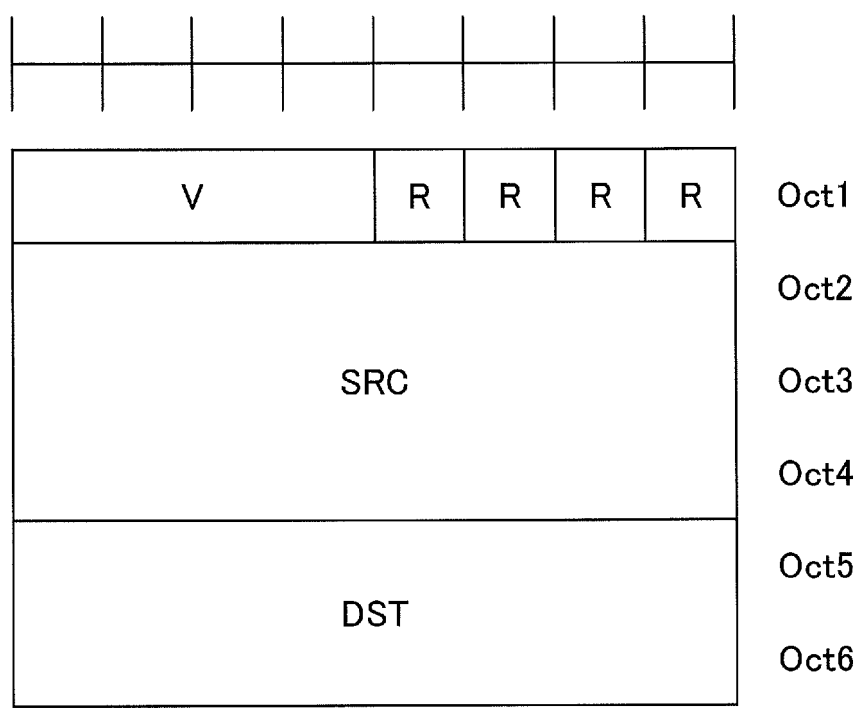 V R R R R Oct1
Oct2
SRC Oct3
Oct4
Oct5
DST
Oct6